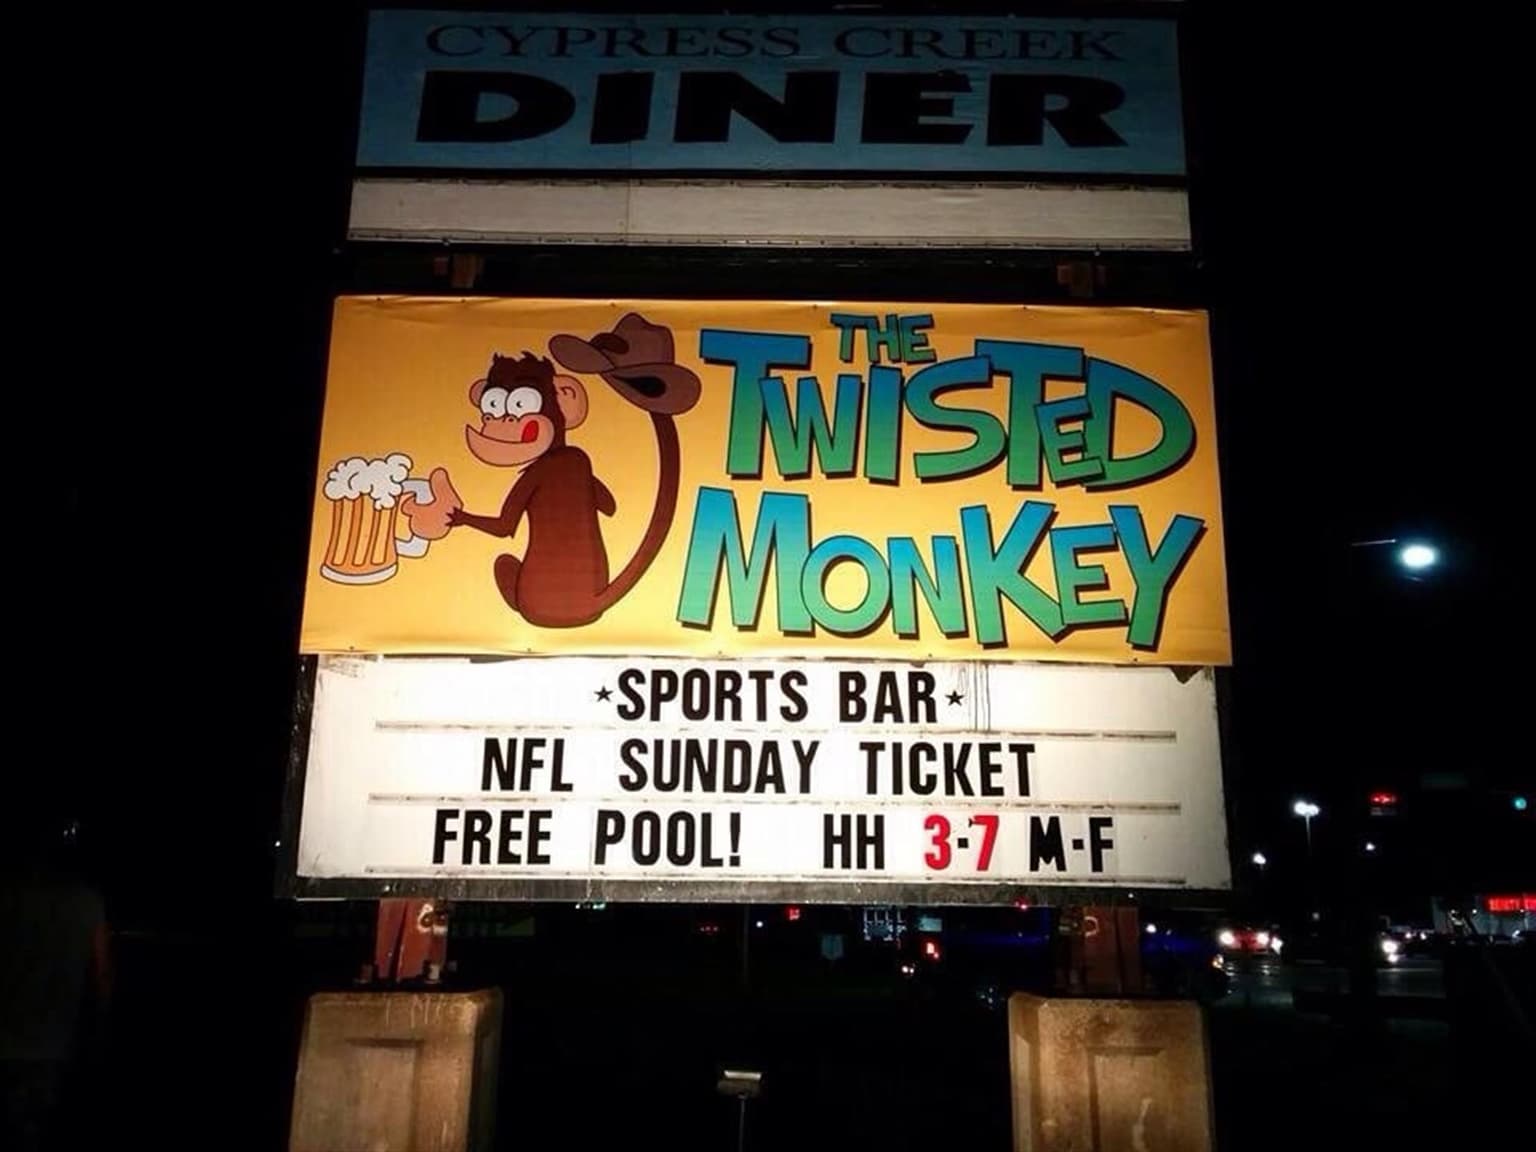 CYPRESS CREEK
DINER
THE
TWISTED
MONKEY
★SPORTS BAR★
NFL SUNDAY TICKET
FREE POOL! HH 3-7 M-F